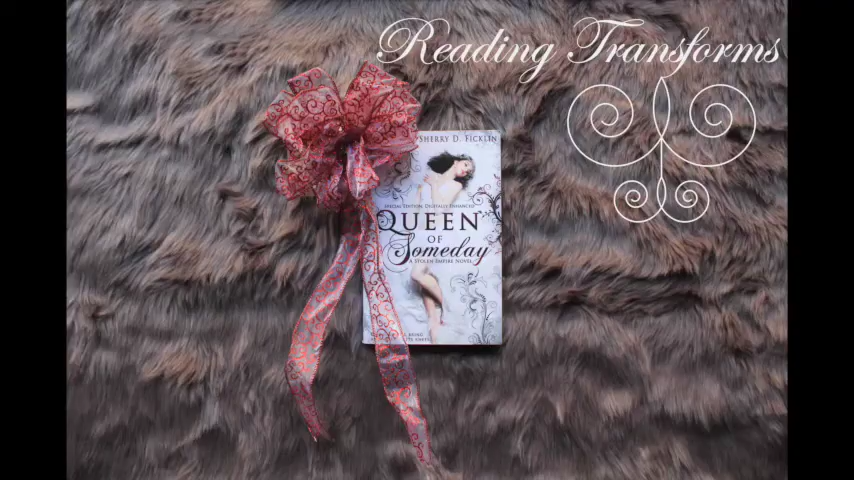 Reading Transforms
Sherry D. Ficklin
Special Edition: Digitally Enhanced
Queen
of
Someday
A Stolen Empire Novel